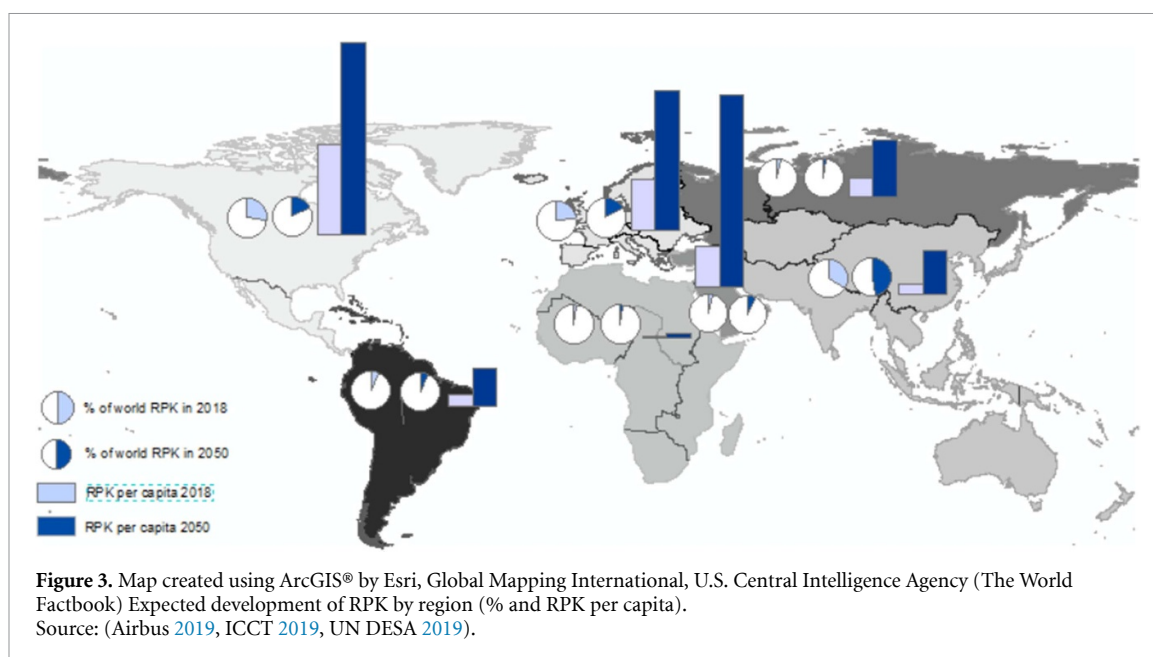 % of world RPK in 2018
% of world RPK in 2050
RPK per capita 2018
RPK per capita 2050
Figure 3. Map created using ArcGIS® by Esri, Global Mapping International, U.S. Central Intelligence Agency (The World
Factbook) Expected development of RPK by region (% and RPK per capita).
Source: (Airbus 2019, ICCT 2019, UN DESA 2019).